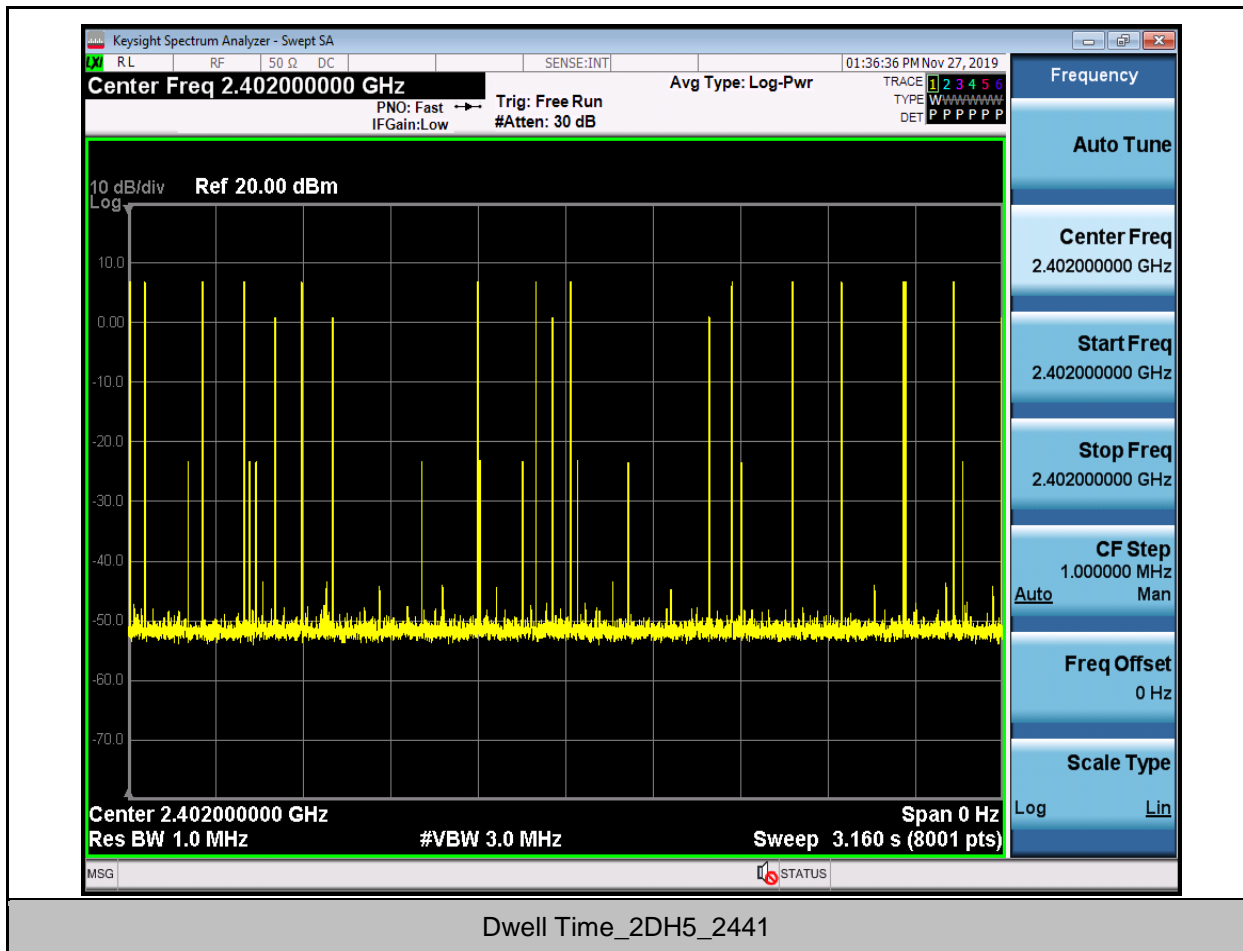 Keysight Spectrum Analyzer - Swept SA
LXI RL RF 50 Ω DC SENSE:INT 01:36:36 PM Nov 27, 2019
Center Freq 2.402000000 GHz
PNO: Fast
IFGain:Low
Trig: Free Run
#Atten: 30 dB
Avg Type: Log-Pwr
TRACE 1 2 3 4 5 6
TYPE WWWWWW
DET P P P P P P
10 dB/div
Log
Ref 20.00 dBm
10.0
0.00
-10.0
-20.0
-30.0
-40.0
-50.0
-60.0
-70.0
Center 2.402000000 GHz
Span 0 Hz
Res BW 1.0 MHz
#VBW 3.0 MHz
Sweep 3.160 s (8001 pts)
MSG
STATUS
Frequency
Auto Tune
Center Freq
2.402000000 GHz
Start Freq
2.402000000 GHz
Stop Freq
2.402000000 GHz
CF Step
1.000000 MHz
Auto Man
Freq Offset
0 Hz
Scale Type
Log Lin
Dwell Time_2DH5_2441